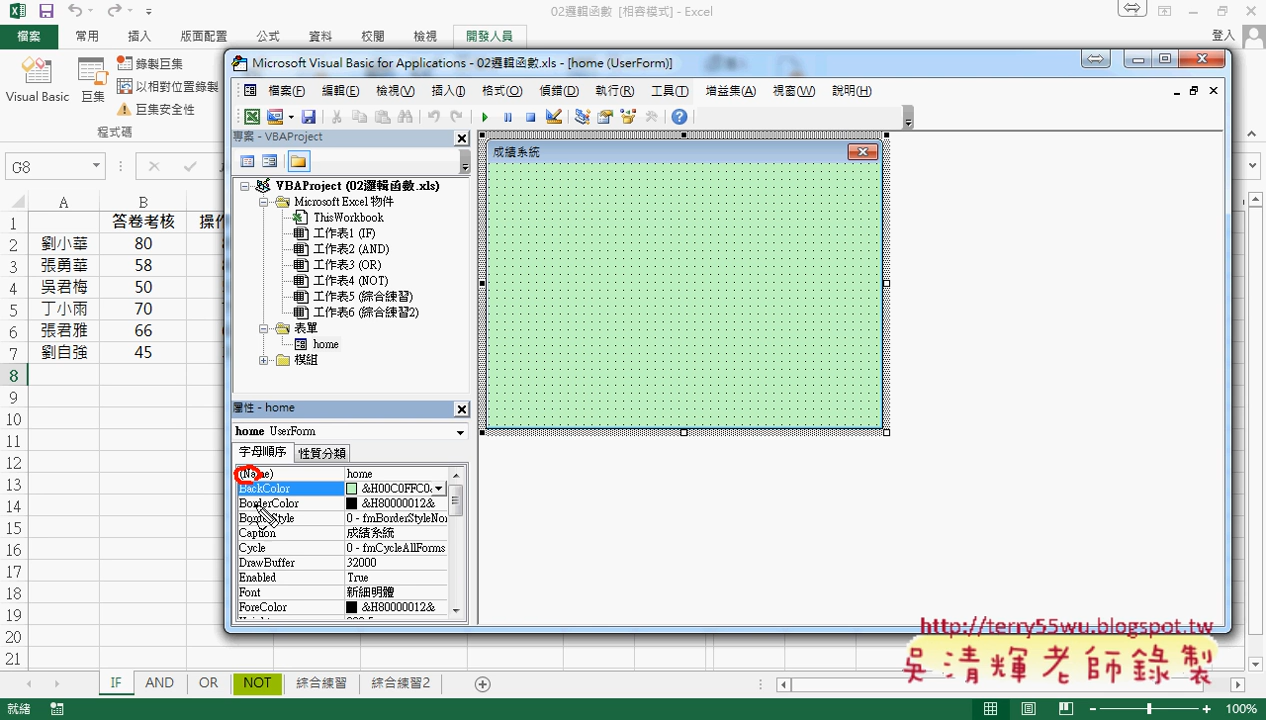 02邏輯函數 [相容模式] - Excel
檔案 常用 插入 版面配置 公式 資料 校閱 檢視 開發人員 登入
Visual Basic 巨集 錄製巨集
以相對位置錄製
巨集安全性
程式碼
G8
A B
1 答卷考核 操作
2 劉小華 80
3 張勇華 58
4 吳君梅 50
5 丁小雨 70
6 張君雅 66
7 劉自強 45
8
9
10
11
12
13
14
15
16
17
18
19
20
21
IF AND OR NOT 綜合練習 綜合練習2
就緒 100%
Microsoft Visual Basic for Applications - 02邏輯函數.xls - [home (UserForm)]
檔案(F) 編輯(E) 檢視(V) 插入(I) 格式(O) 偵錯(D) 執行(R) 工具(T) 增益集(A) 視窗(W) 說明(H)
專案 - VBAProject
VBAProject (02邏輯函數.xls)
Microsoft Excel 物件
ThisWorkbook
工作表1 (IF)
工作表2 (AND)
工作表3 (OR)
工作表4 (NOT)
工作表5 (綜合練習)
工作表6 (綜合練習2)
表單
home
模組
屬性 - home
home UserForm
字母順序 性質分類
(Name) home
BackColor &H00C0FFC0&
BorderColor &H80000012&
BorderStyle 0 - fmBorderStyleNon
Caption 成績系統
Cycle 0 - fmCycleAllForms
DrawBuffer 32000
Enabled True
Font 新細明體
ForeColor &H80000012&
成績系統
http://terry55wu.blogspot.tw
吳清輝老師錄製